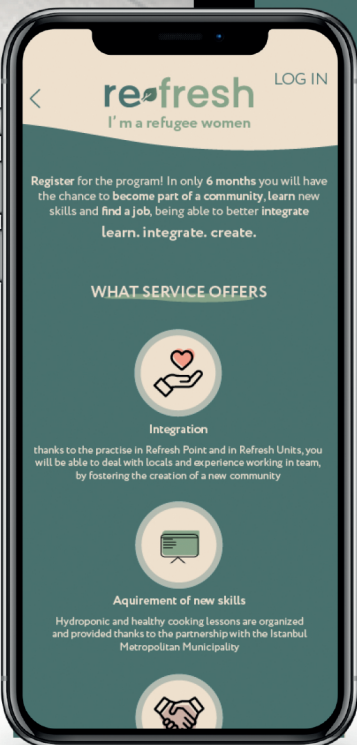 LOG IN
refresh
I' m a refugee women
Register for the program! In only 6 months you will have
the chance to become part of a community, learn new
skills and find a job, being able to better integrate
learn. integrate. create.
WHAT SERVICE OFFERS
Integration
thanks to the practise in Refresh Point and in Refresh Units, you
will be able to deal with locals and experience working in team,
by fostering the creation of a new community
Aquirement of new skills
Hydroponic and healthy cooking lessons are organized
and provided thanks to the partnership with the Istanbul
Metropolitan Municipality